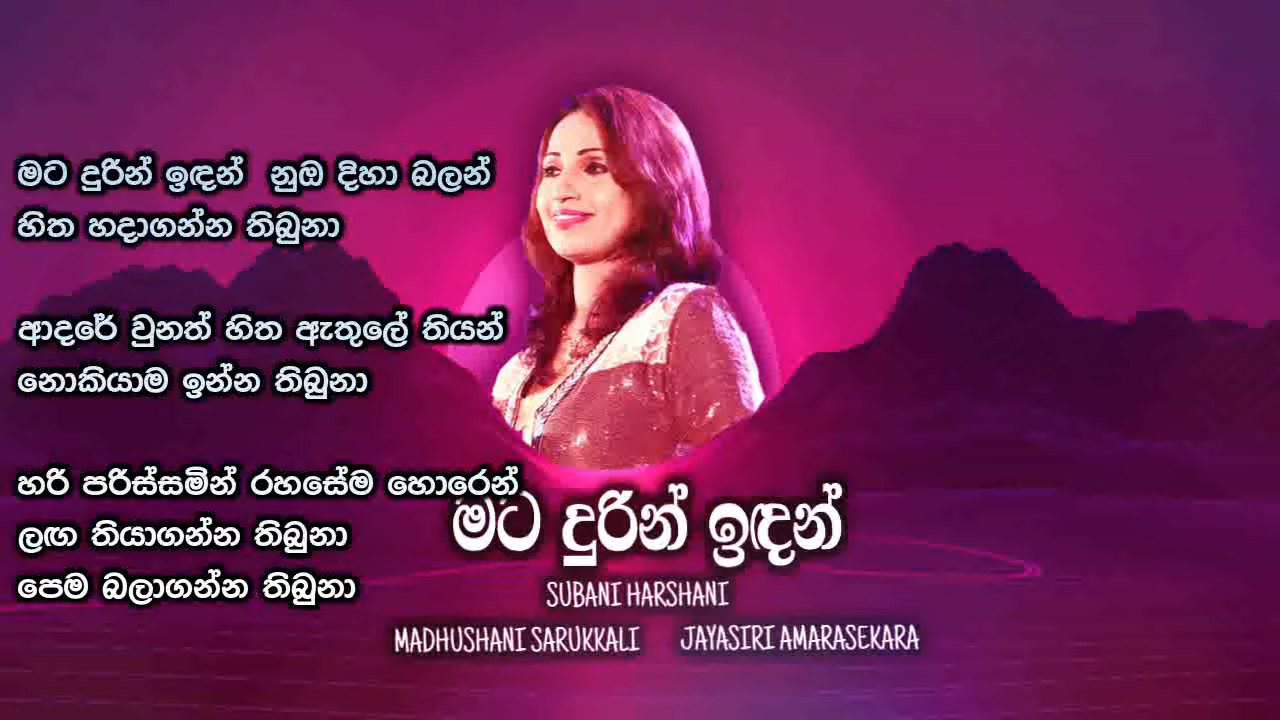 මට දුරින් ඉඳන් නුඔ දිහා බලන්
හිත හදාගන්න තිබුනා
ආදරේ වුනත් හිත ඇතුලේ තියන්
නොකියාම ඉන්න තිබුනා
හරි පරිස්සමින් රහසේම හොරෙන්
ලඟ තියාගන්න තිබුනා
පෙම බලාගන්න තිබුනා
මට දුරින් ඉඳන්
SUBANI HARSHANI
MADHUSHANI SARUKKALI JAYASIRI AMARASEKARA